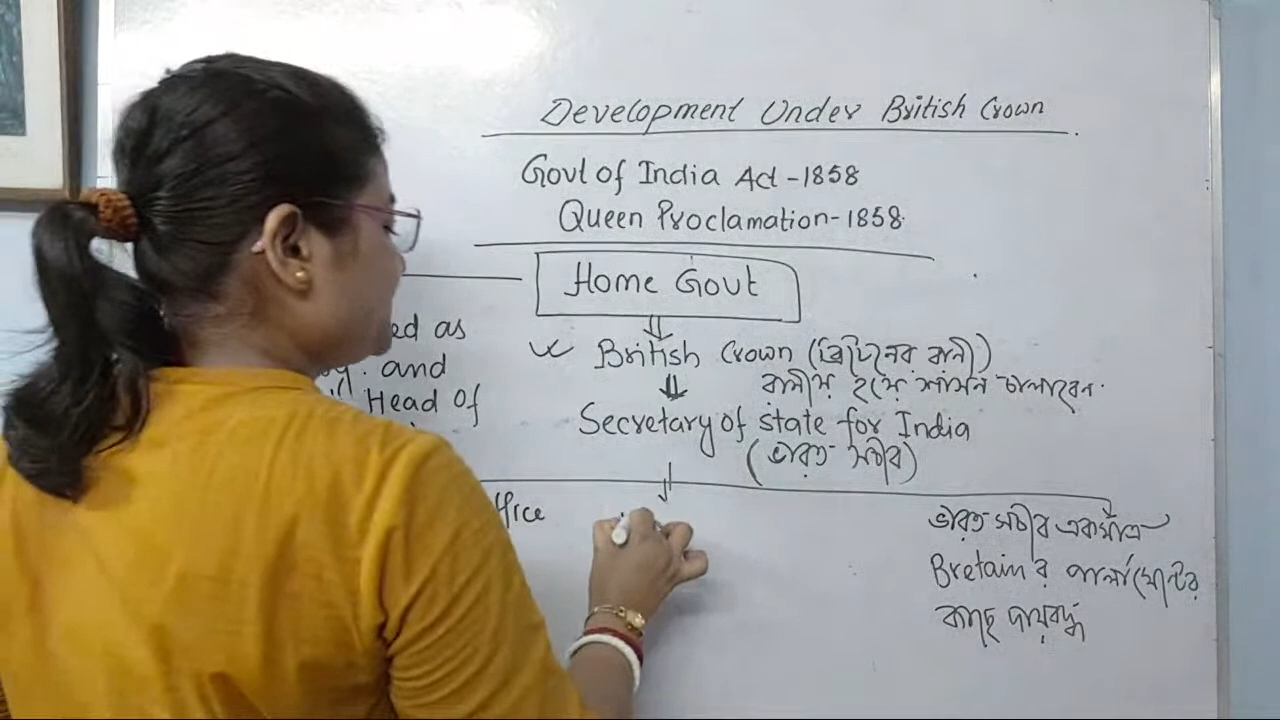 Development Under British Crown
Govt of India Act - 1858
Queen Proclamation - 1858
Home Govt
British Crown (ব্রিটেনের রানী)
রানীয় হয়ে শাসন চালাবেন.
Secretary of state for India
(ভারত সচীব)
ed as
and
Head of
ffice
ভারত সচীব একমাত্র
Bretain র পার্লামেন্টের
কাছে দায়বদ্ধ